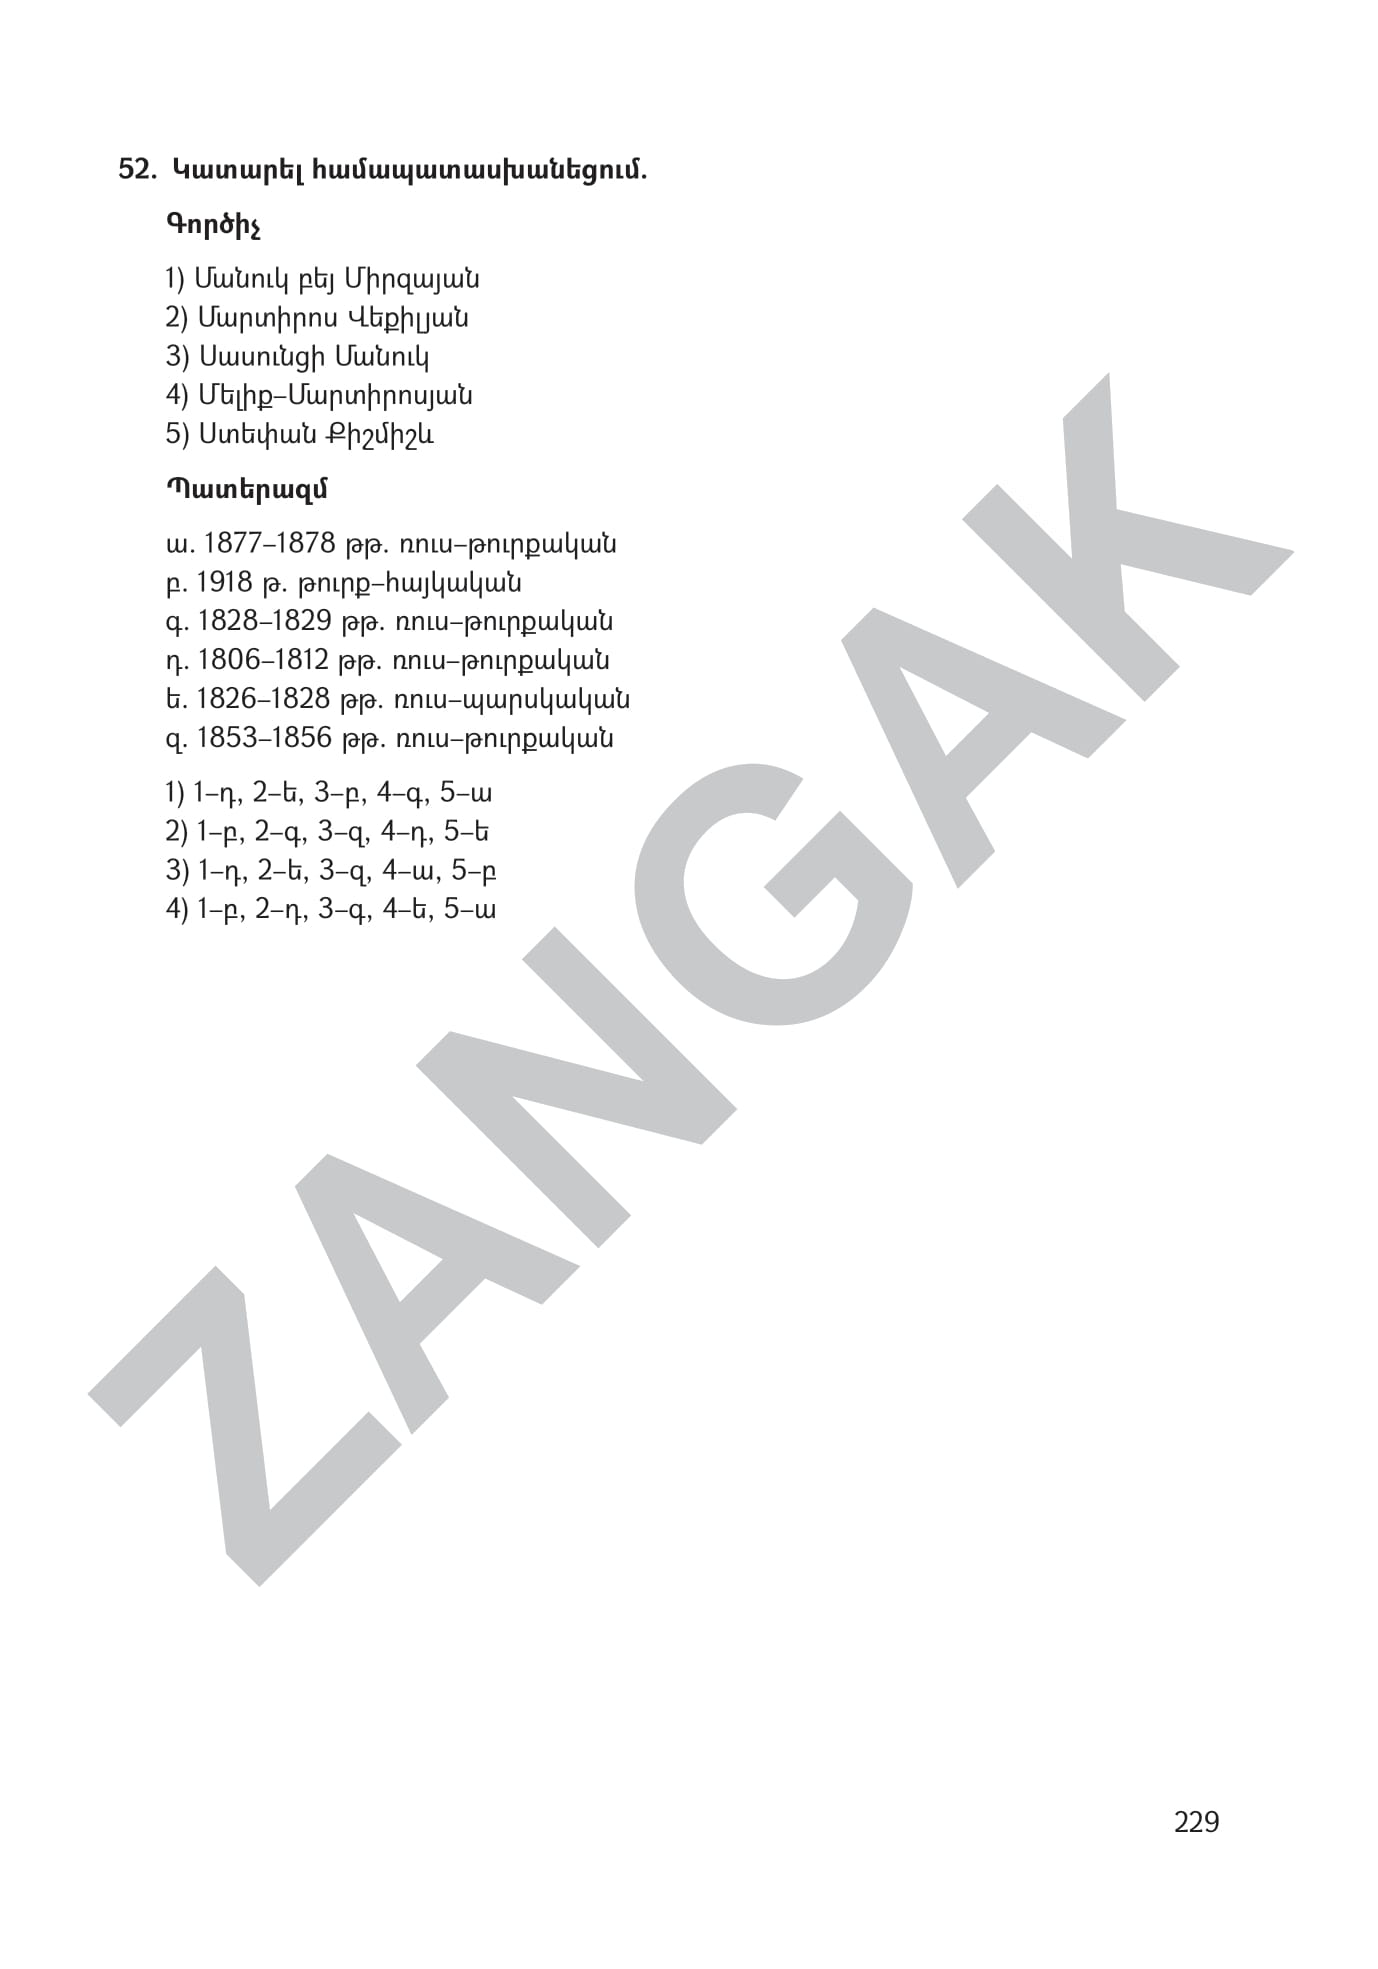 52. Կատարել համապատասխանեցում.
Գործիչ
1) Մանուկ բեյ Միրզայան
2) Մարտիրոս Վեքիլյան
3) Սասունցի Մանուկ
4) Մելիք–Մարտիրոսյան
5) Ստեփան Քիշմիշև
Պատերազմ
ա. 1877–1878 թթ. ռուս–թուրքական
բ. 1918 թ. թուրք–հայկական
գ. 1828–1829 թթ. ռուս–թուրքական
դ. 1806–1812 թթ. ռուս–թուրքական
ե. 1826–1828 թթ. ռուս–պարսկական
զ. 1853–1856 թթ. ռուս–թուրքական
1) 1–դ, 2–ե, 3–բ, 4–գ, 5–ա
2) 1–բ, 2–գ, 3–զ, 4–դ, 5–ե
3) 1–դ, 2–ե, 3–զ, 4–ա, 5–բ
4) 1–բ, 2–դ, 3–գ, 4–ե, 5–ա
ZANGAK
229